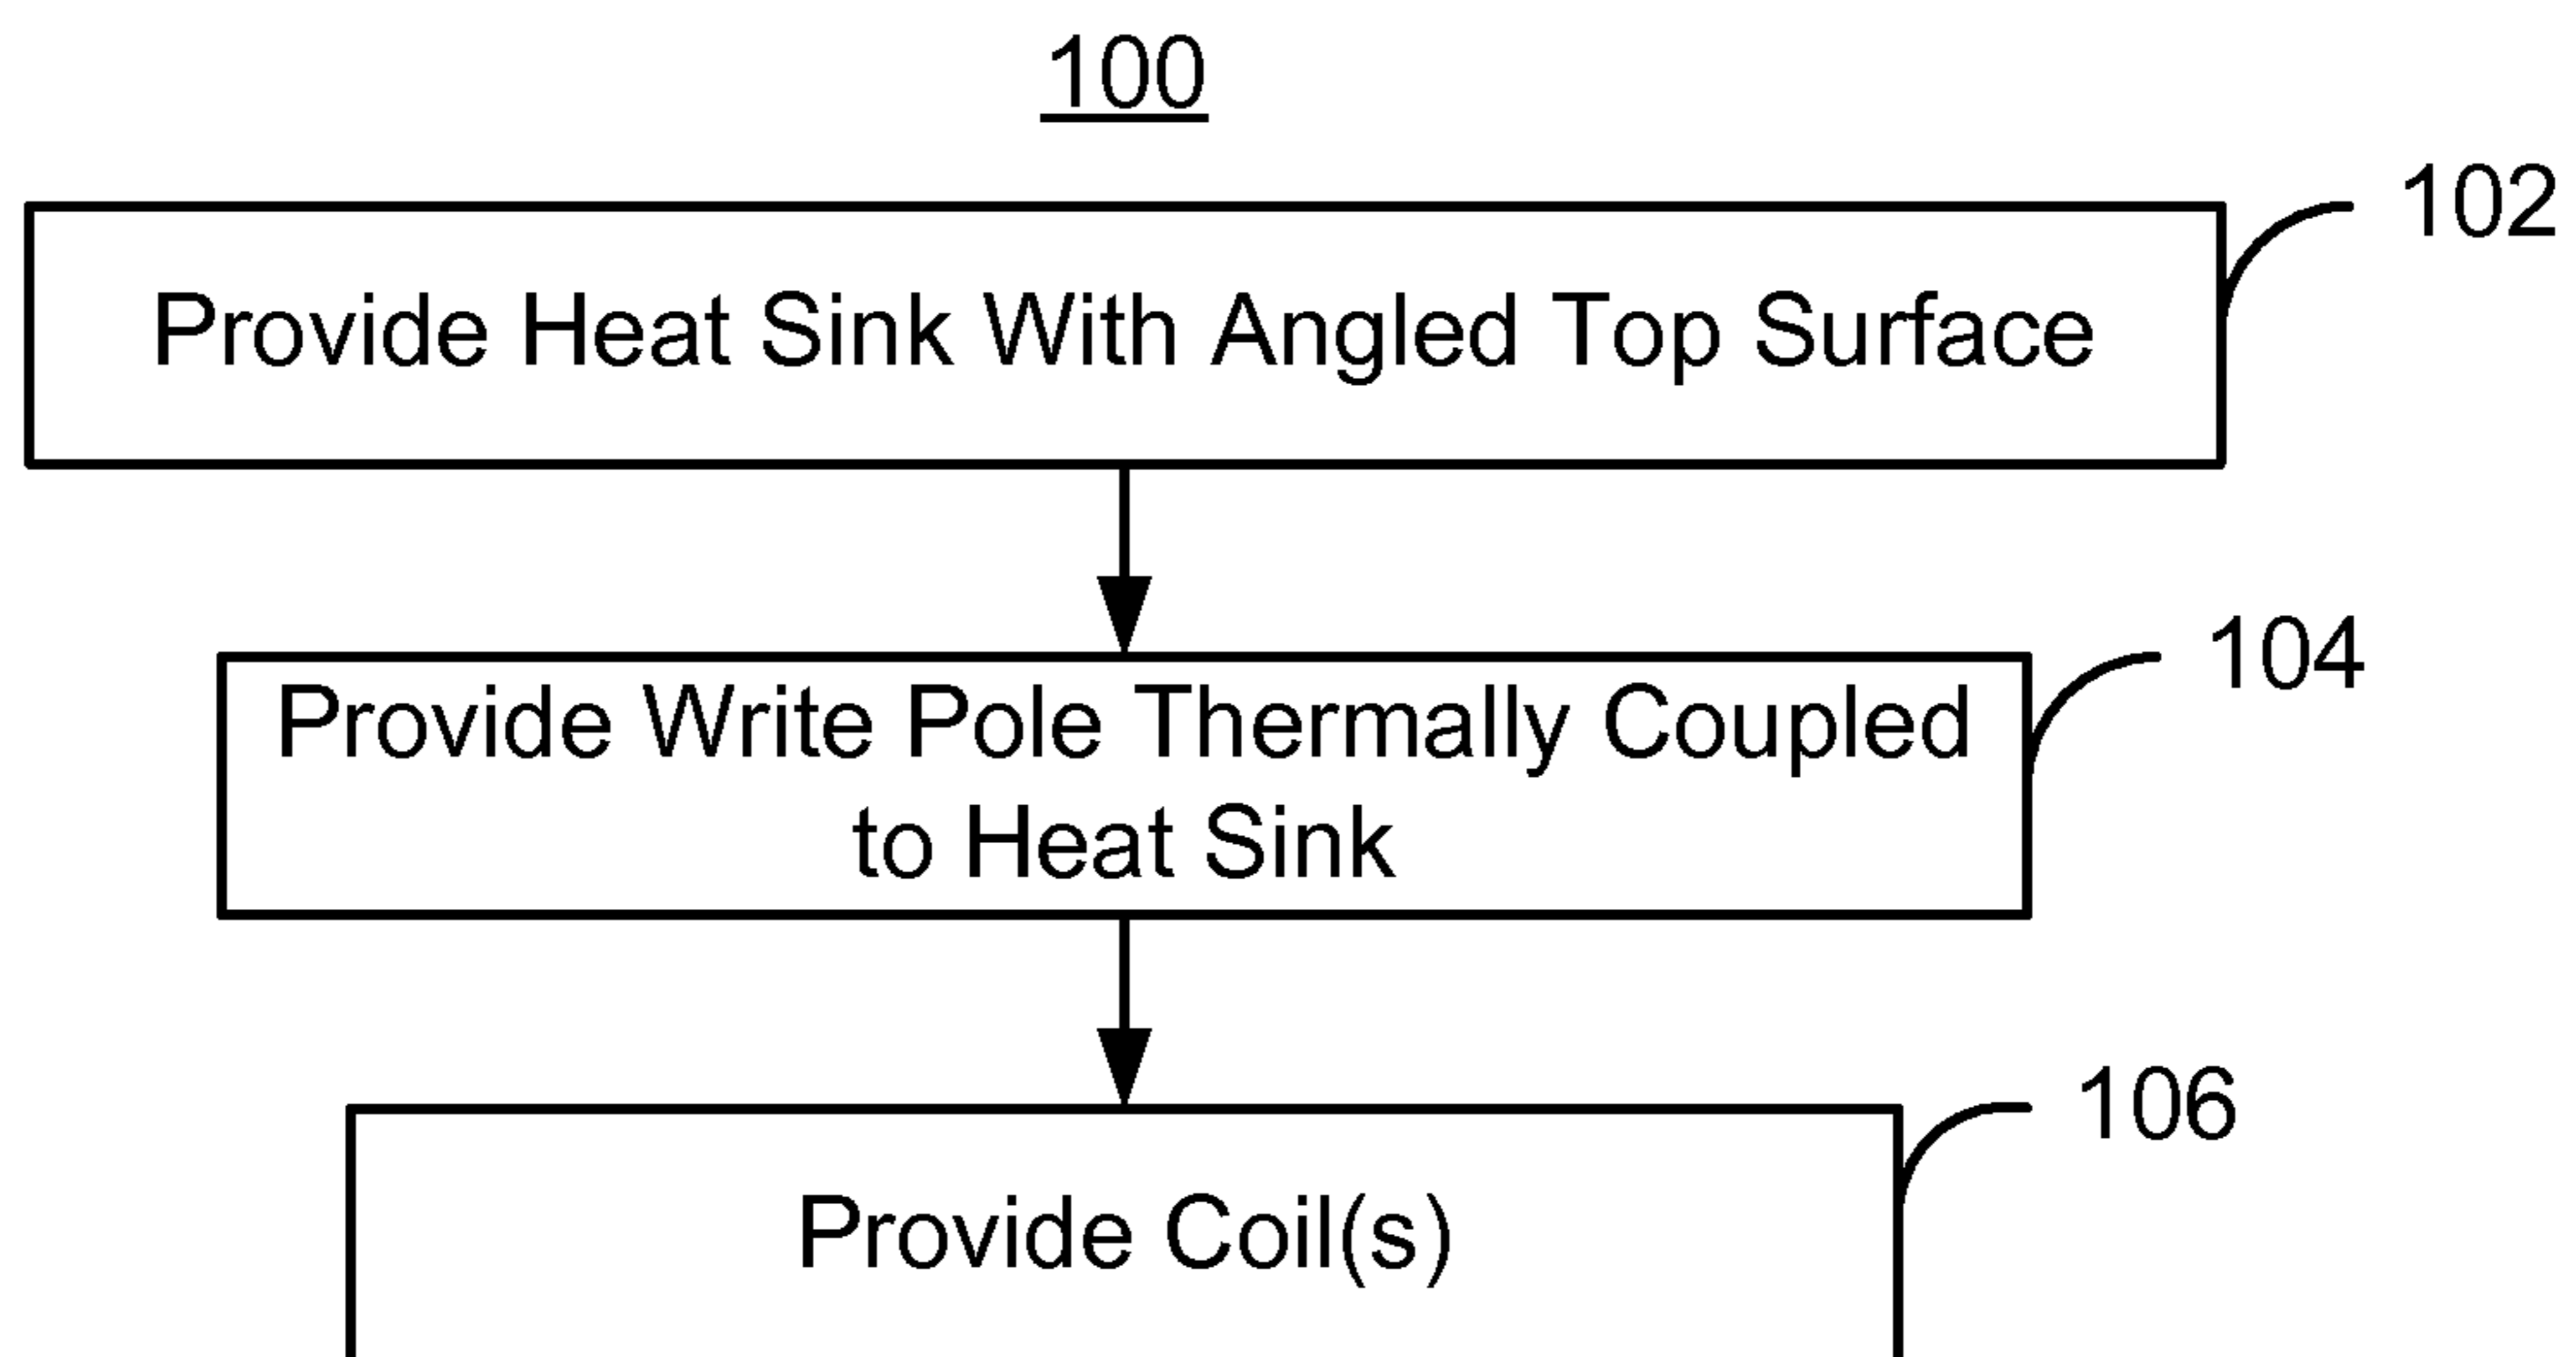 100
102
Provide Heat Sink With Angled Top Surface
104
Provide Write Pole Thermally Coupled
to Heat Sink
106
Provide Coil(s)